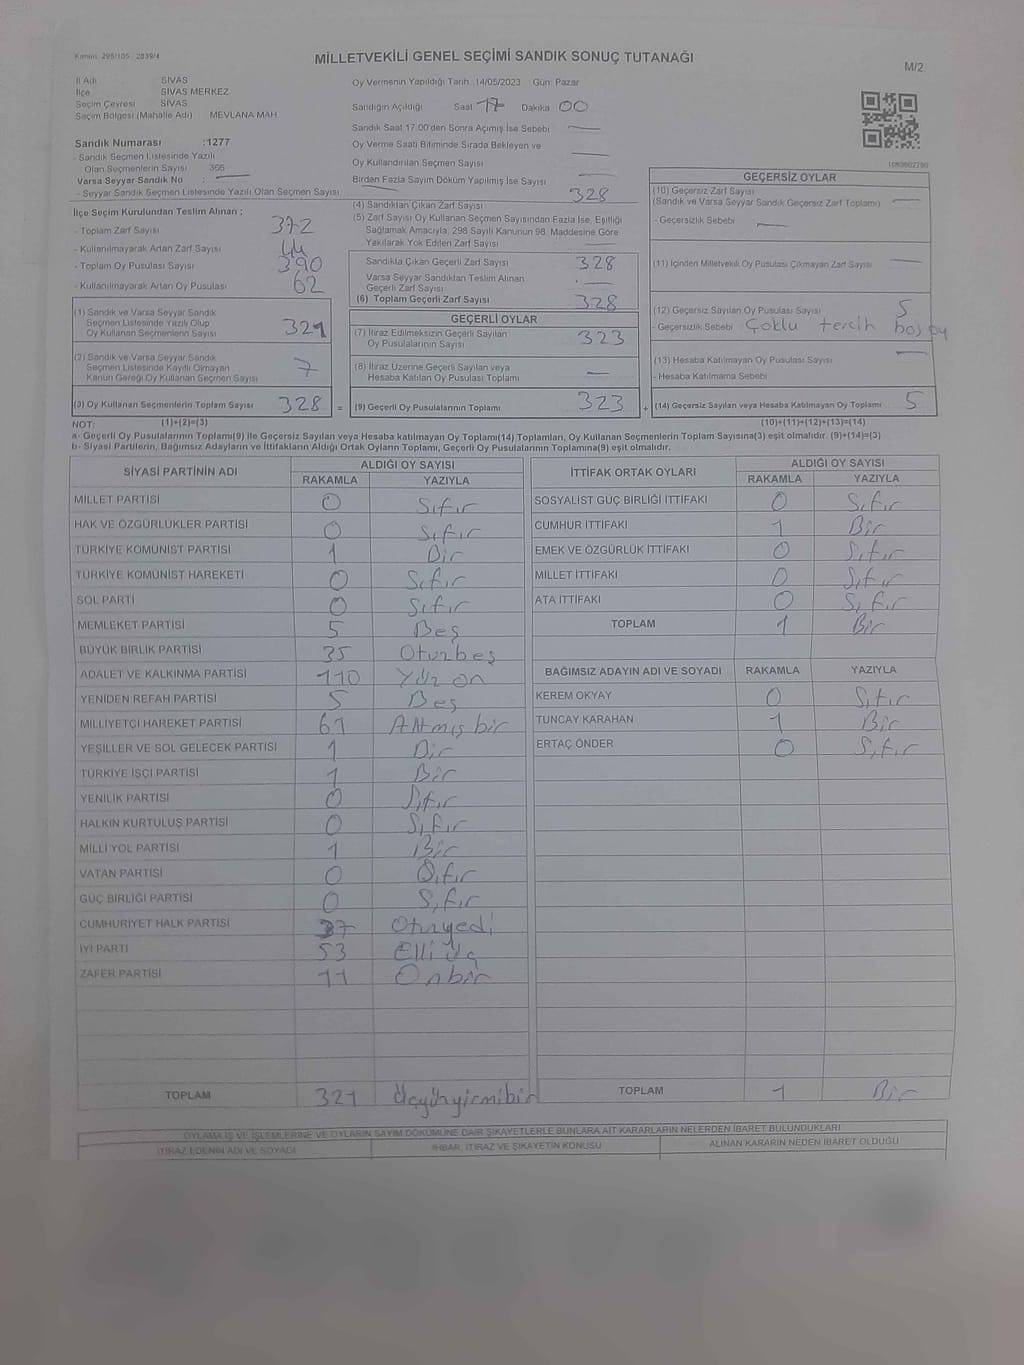 Kanun: 298/105 - 2839/4
MİLLETVEKİLİ GENEL SEÇİMİ SANDIK SONUÇ TUTANAĞI
M/2
İl Adı SİVAS
İlçe SİVAS MERKEZ
Seçim Çevresi SİVAS
Seçim Bölgesi (Mahalle Adı) MEVLANA MAH
Sandık Numarası :1277
- Sandık Seçmen Listesinde Yazılı
Olan Seçmenlerin Sayısı 366
Varsa Seyyar Sandık No :
- Seyyar Sandık Seçmen Listesinde Yazılı Olan Seçmen Sayısı:
Oy Vermenin Yapıldığı Tarih :14/05/2023 Gün: Pazar
Sandığın Açıldığı Saat 17 Dakika 00
Sandık Saat 17:00'den Sonra Açılmış İse Sebebi
Oy Verme Saati Bitiminde Sırada Bekleyen ve
Oy Kullandırılan Seçmen Sayısı
Birden Fazla Sayım Döküm Yapılmış İse Sayısı
1093602790
İlçe Seçim Kurulundan Teslim Alınan ;
- Toplam Zarf Sayısı 372
- Kullanılmayarak Artan Zarf Sayısı 44
- Toplam Oy Pusulası Sayısı 390
- Kullanılmayarak Artan Oy Pusulası 62
(1) Sandık ve Varsa Seyyar Sandık
Seçmen Listesinde Yazılı Olup
Oy Kullanan Seçmenlerin Sayısı 321
(2) Sandık ve Varsa Seyyar Sandık
Seçmen Listesinde Kayıtlı Olmayan
Kanun Gereği Oy Kullanan Seçmen Sayısı 7
(3) Oy Kullanan Seçmenlerin Toplam Sayısı 328 =
(4) Sandıktan Çıkan Zarf Sayısı 328
(5) Zarf Sayısı Oy Kullanan Seçmen Sayısından Fazla İse, Eşitliği
Sağlamak Amacıyla, 298 Sayılı Kanunun 98. Maddesine Göre
Yakılarak Yok Edilen Zarf Sayısı
Sandıkla Çıkan Geçerli Zarf Sayısı 328
Varsa Seyyar Sandıktan Teslim Alınan
Geçerli Zarf Sayısı
(6) Toplam Geçerli Zarf Sayısı 328
GEÇERLİ OYLAR
(7) İtiraz Edilmeksizin Geçerli Sayılan
Oy Pusulalarının Sayısı 323
(8) İtiraz Üzerine Geçerli Sayılan veya
Hesaba Katılan Oy Pusulası Toplamı
(9) Geçerli Oy Pusulalarının Toplamı 323 +
GEÇERSİZ OYLAR
(10) Geçersiz Zarf Sayısı
(Sandık ve Varsa Seyyar Sandık Geçersiz Zarf Toplamı)
- Geçersizlik Sebebi
(11) İçinden Milletvekili Oy Pusulası Çıkmayan Zarf Sayısı
(12) Geçersiz Sayılan Oy Pusulası Sayısı 5
- Geçersizlik Sebebi Çoklu tercih boş oy
(13) Hesaba Katılmayan Oy Pusulası Sayısı
- Hesaba Katılmama Sebebi
(14) Geçersiz Sayılan veya Hesaba Katılmayan Oy Toplamı 5
NOT: (1)+(2)=(3) (10)+(11)+(12)+(13)=(14)
a- Geçerli Oy Pusulalarının Toplamı(9) ile Geçersiz Sayılan veya Hesaba katılmayan Oy Toplamı(14) Toplamları, Oy Kullanan Seçmenlerin Toplam Sayısına(3) eşit olmalıdır. (9)+(14)=(3)
b- Siyasi Partilerin, Bağımsız Adayların ve İttifakların Aldığı Ortak Oyların Toplamı, Geçerli Oy Pusulalarının Toplamına(9) eşit olmalıdır.
SİYASİ PARTİNİN ADI ALDIĞI OY SAYISI
RAKAMLA YAZIYLA
MİLLET PARTİSİ 0 Sıfır
HAK VE ÖZGÜRLÜKLER PARTİSİ 0 Sıfır
TÜRKİYE KOMÜNİST PARTİSİ 1 Bir
TÜRKİYE KOMÜNİST HAREKETİ 0 Sıfır
SOL PARTİ 0 Sıfır
MEMLEKET PARTİSİ 5 Beş
BÜYÜK BİRLİK PARTİSİ 35 Otuzbeş
ADALET VE KALKINMA PARTİSİ 110 Yüz on
YENİDEN REFAH PARTİSİ 5 Beş
MİLLİYETÇİ HAREKET PARTİSİ 61 Altmış bir
YEŞİLLER VE SOL GELECEK PARTİSİ 1 Bir
TÜRKİYE İŞÇİ PARTİSİ 1 Bir
YENİLİK PARTİSİ 0 Sıfır
HALKIN KURTULUŞ PARTİSİ 0 Sıfır
MİLLİ YOL PARTİSİ 1 Bir
VATAN PARTİSİ 0 Sıfır
GÜÇ BİRLİĞİ PARTİSİ 0 Sıfır
CUMHURİYET HALK PARTİSİ 37 Otuzyedi
İYİ PARTİ 53 Elli üç
ZAFER PARTİSİ 11 Onbir
TOPLAM 321 Üçyüzyirmibir
İTTİFAK ORTAK OYLARI ALDIĞI OY SAYISI
RAKAMLA YAZIYLA
SOSYALİST GÜÇ BİRLİĞİ İTTİFAKI 0 Sıfır
CUMHUR İTTİFAKI 1 Bir
EMEK VE ÖZGÜRLÜK İTTİFAKI 0 Sıfır
MİLLET İTTİFAKI 0 Sıfır
ATA İTTİFAKI 0 Sıfır
TOPLAM 1 Bir
BAĞIMSIZ ADAYIN ADI VE SOYADI RAKAMLA YAZIYLA
KEREM OKYAY 0 Sıfır
TUNCAY KARAHAN 1 Bir
ERTAÇ ÖNDER 0 Sıfır
TOPLAM 1 Bir
OYLAMA İŞ VE İŞLEMLERİNE VE OYLARIN SAYIM DÖKÜMÜNE DAİR ŞİKAYETLERLE BUNLARA AİT KARARLARIN NELERDEN İBARET BULUNDUKLARI
İTİRAZ EDENİN ADI VE SOYADI İHBAR, İTİRAZ VE ŞİKAYETİN KONUSU ALINAN KARARIN NEDEN İBARET OLDUĞU